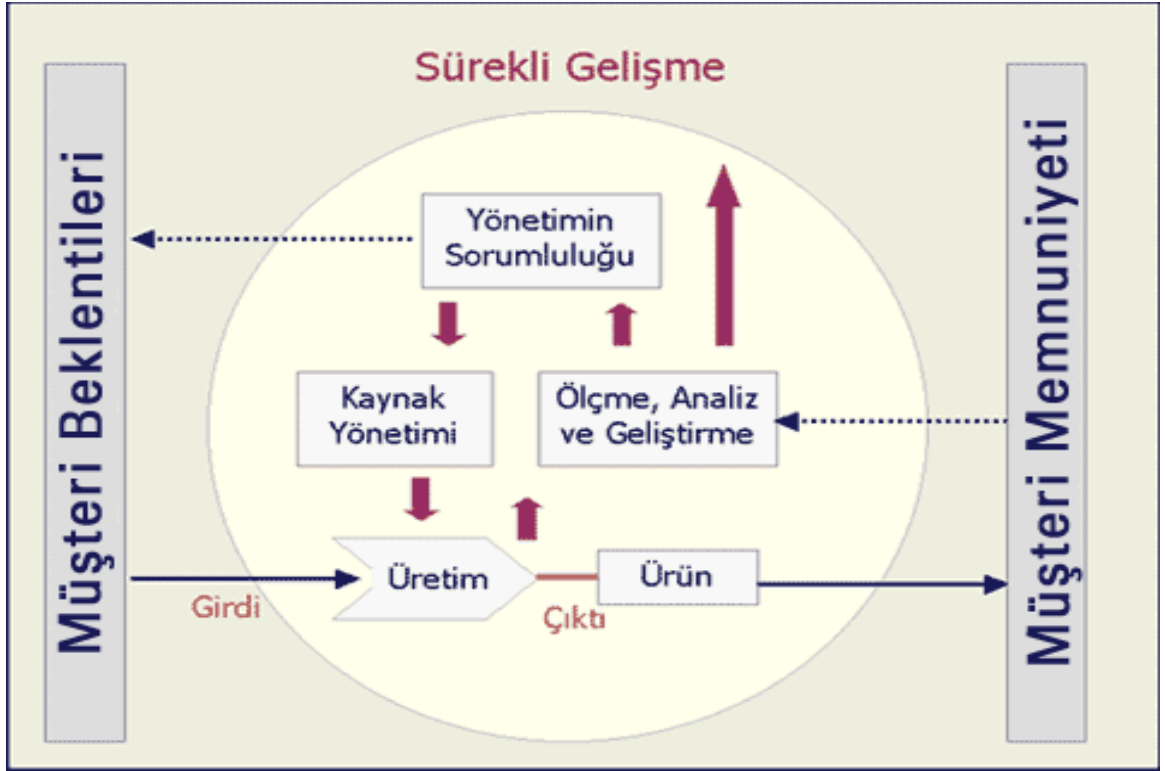 Sürekli Gelişme
Müşteri Beklentileri
Yönetimin
Sorumluluğu
Kaynak
Yönetimi
Ölçme, Analiz
ve Geliştirme
Girdi
Üretim
Çıktı
Ürün
Müşteri Memnuniyeti